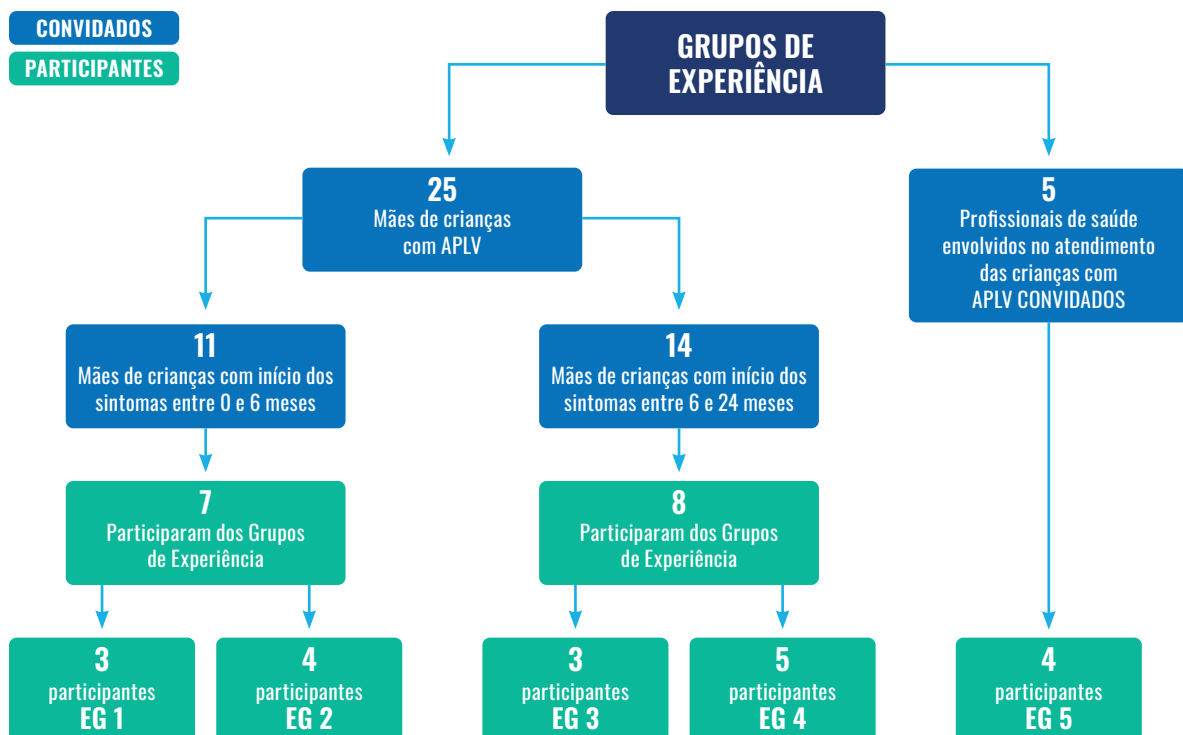 CONVIDADOS
PARTICIPANTES
GRUPOS DE
EXPERIÊNCIA
25
Mães de crianças
com APLV
5
Profissionais de saúde
envolvidos no atendimento
das crianças com
APLV CONVIDADOS
11
Mães de crianças com início dos
sintomas entre 0 e 6 meses
14
Mães de crianças com início dos
sintomas entre 6 e 24 meses
7
Participaram dos Grupos
de Experiência
8
Participaram dos Grupos
de Experiência
3
participantes
EG 1
4
participantes
EG 2
3
participantes
EG 3
5
participantes
EG 4
4
participantes
EG 5